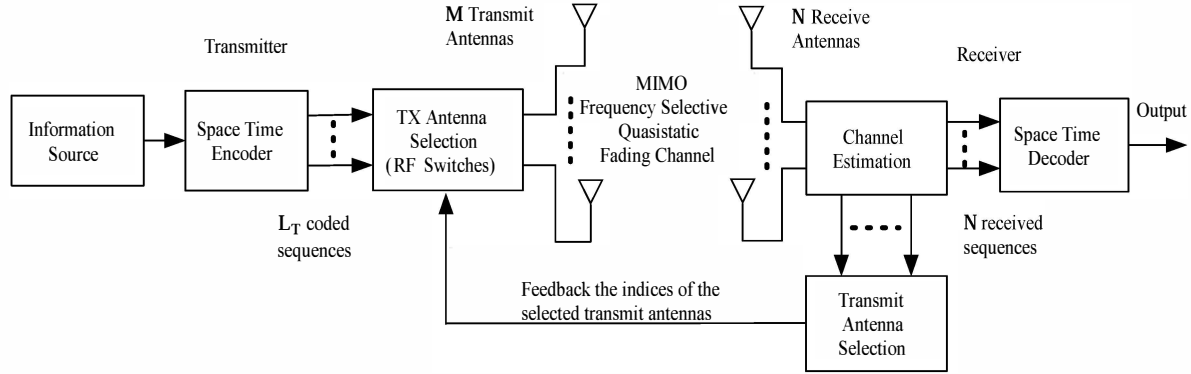 M Transmit
Antennas
N Receive
Antennas
Transmitter
Receiver
MIMO
Frequency Selective
Quasistatic
Fading Channel
Information
Source
Space Time
Encoder
TX Antenna
Selection
(RF Switches)
Channel
Estimation
Space Time
Decoder
Output
LT coded
sequences
N received
sequences
Feedback the indices of the
selected transmit antennas
Transmit
Antenna
Selection